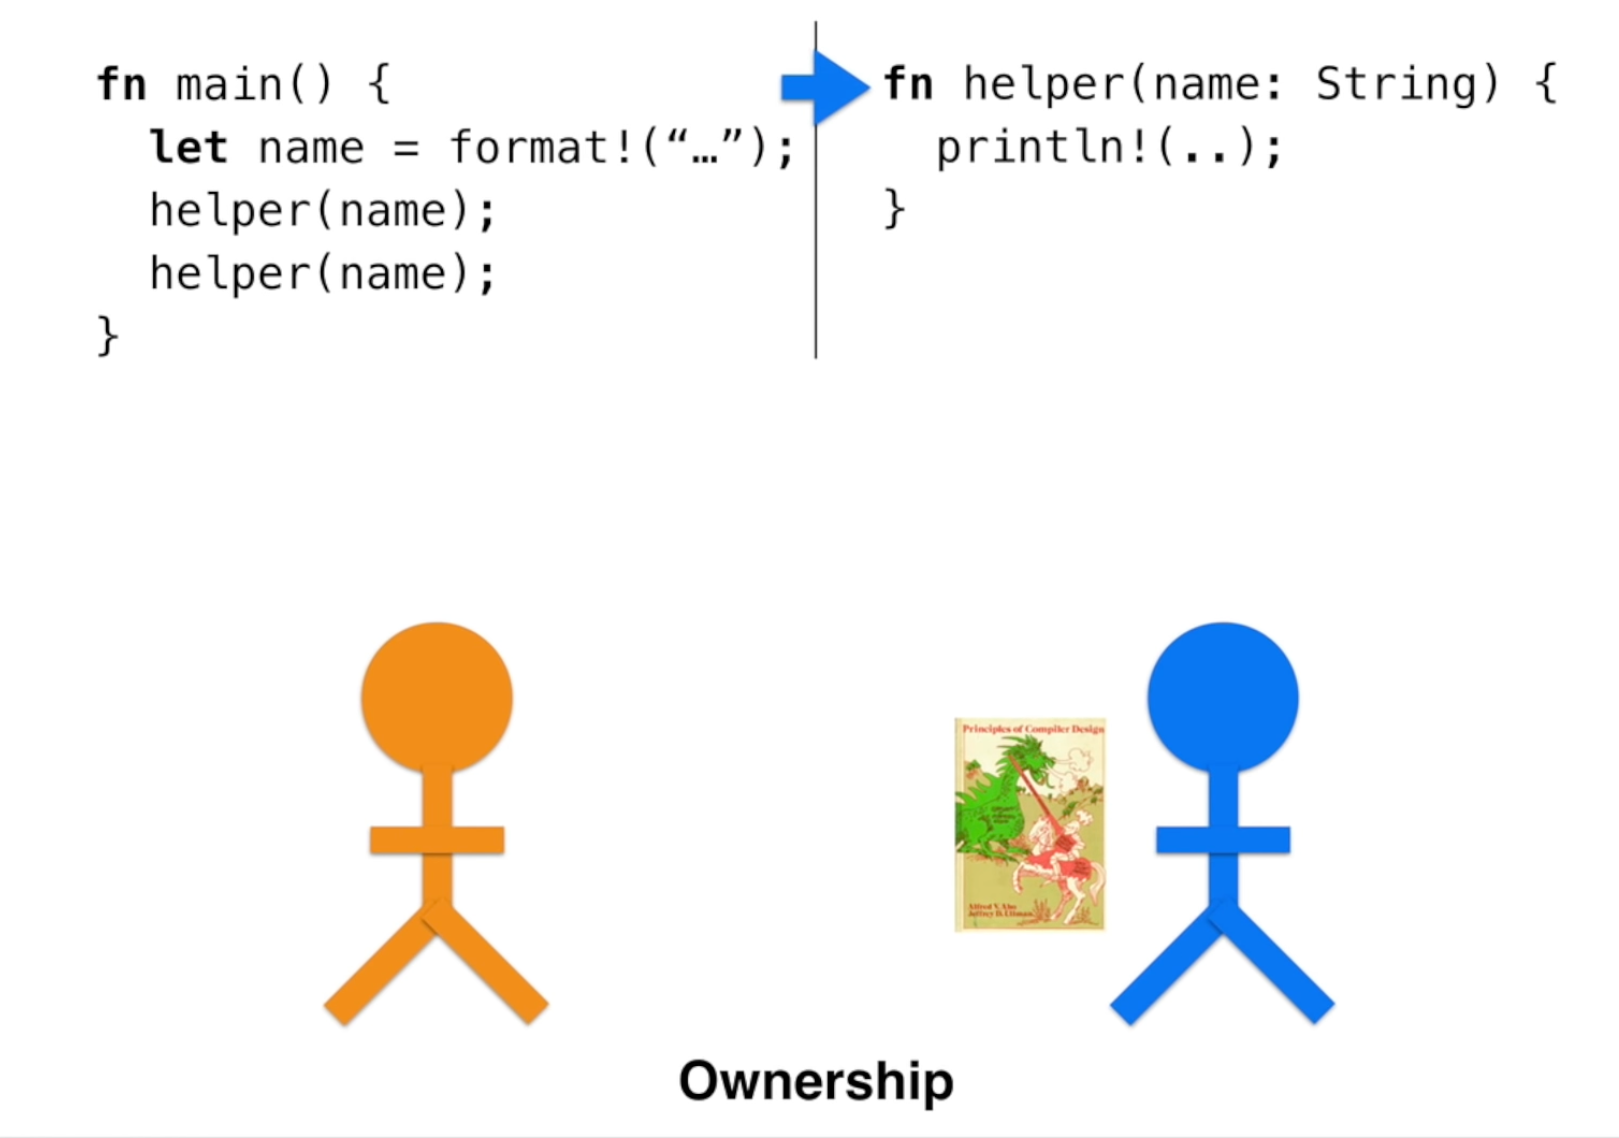 fn main() {
let name = format!(“…”);
helper(name);
helper(name);
}
fn helper(name: String) {
println!(..);
}
Principles of Compiler Design
Alfred V. Aho
Jeffrey D. Ullman
Ownership